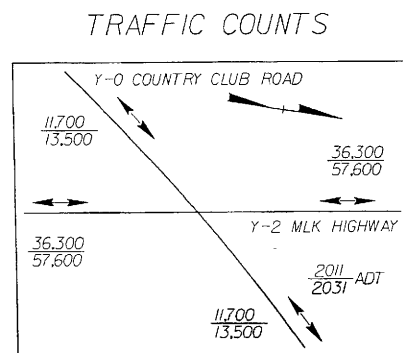 TRAFFIC COUNTS
Y-0 COUNTRY CLUB ROAD
11,700
13,500
36,300
57,600
Y-2 MLK HIGHWAY
36,300
57,600
2011
2031 ADT
11,700
13,500